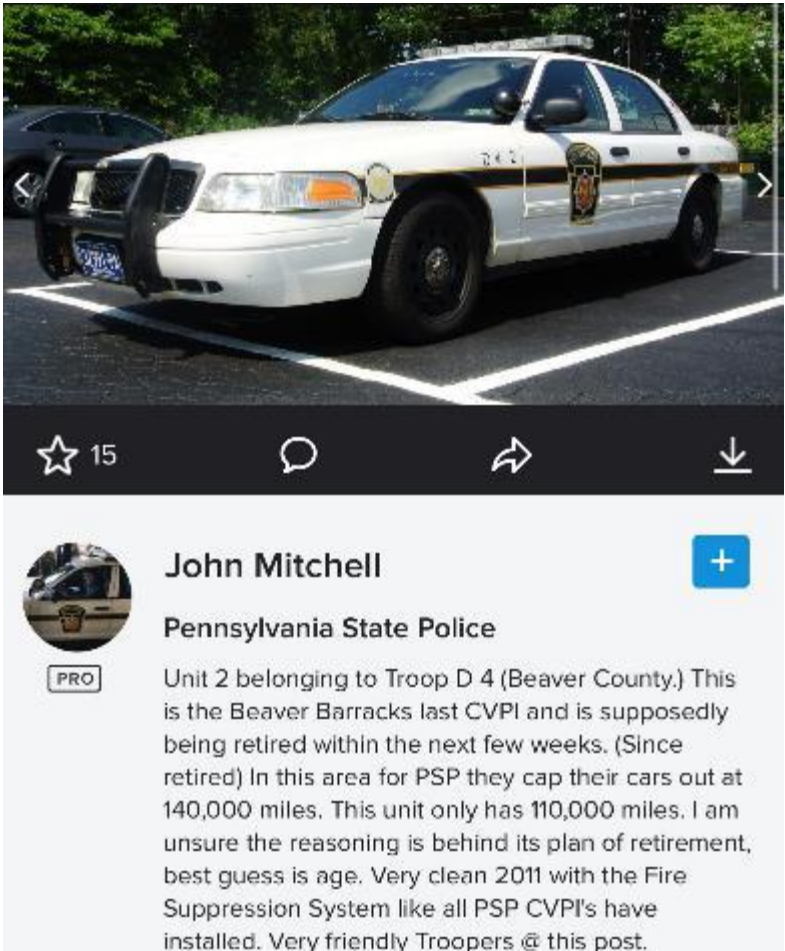 15
John Mitchell
PRO
Pennsylvania State Police
Unit 2 belonging to Troop D 4 (Beaver County.) This
is the Beaver Barracks last CVPI and is supposedly
being retired within the next few weeks. (Since
retired) In this area for PSP they cap their cars out at
140,000 miles. This unit only has 110,000 miles. I am
unsure the reasoning is behind its plan of retirement,
best guess is age. Very clean 2011 with the Fire
Suppression System like all PSP CVPI's have
installed. Very friendly Troopers @ this post.